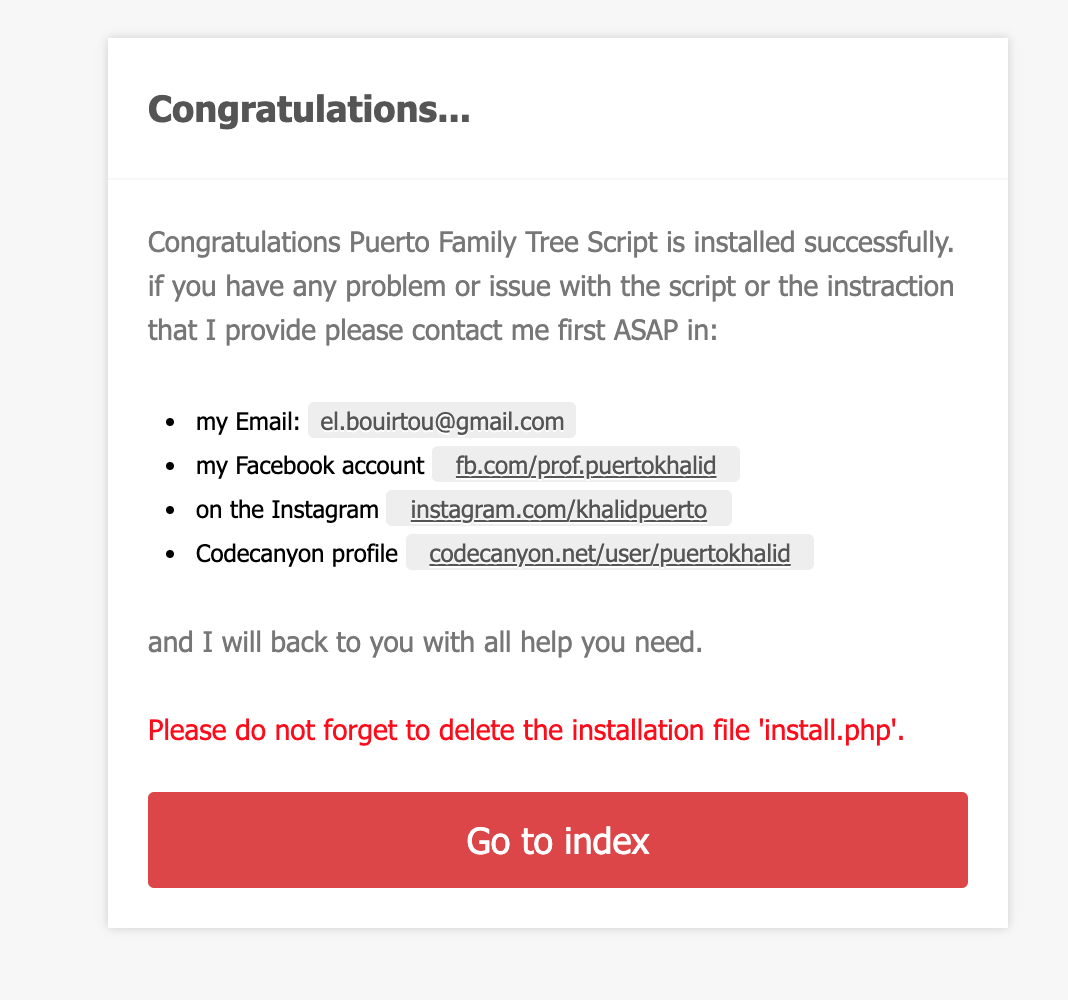 Congratulations...
Congratulations Puerto Family Tree Script is installed successfully.
if you have any problem or issue with the script or the instraction
that I provide please contact me first ASAP in:
• my Email: el.bouirtou@gmail.com
• my Facebook account fb.com/prof.puertokhalid
• on the Instagram instagram.com/khalidpuerto
• Codecanyon profile codecanyon.net/user/puertokhalid
and I will back to you with all help you need.
Please do not forget to delete the installation file 'install.php'.
Go to index